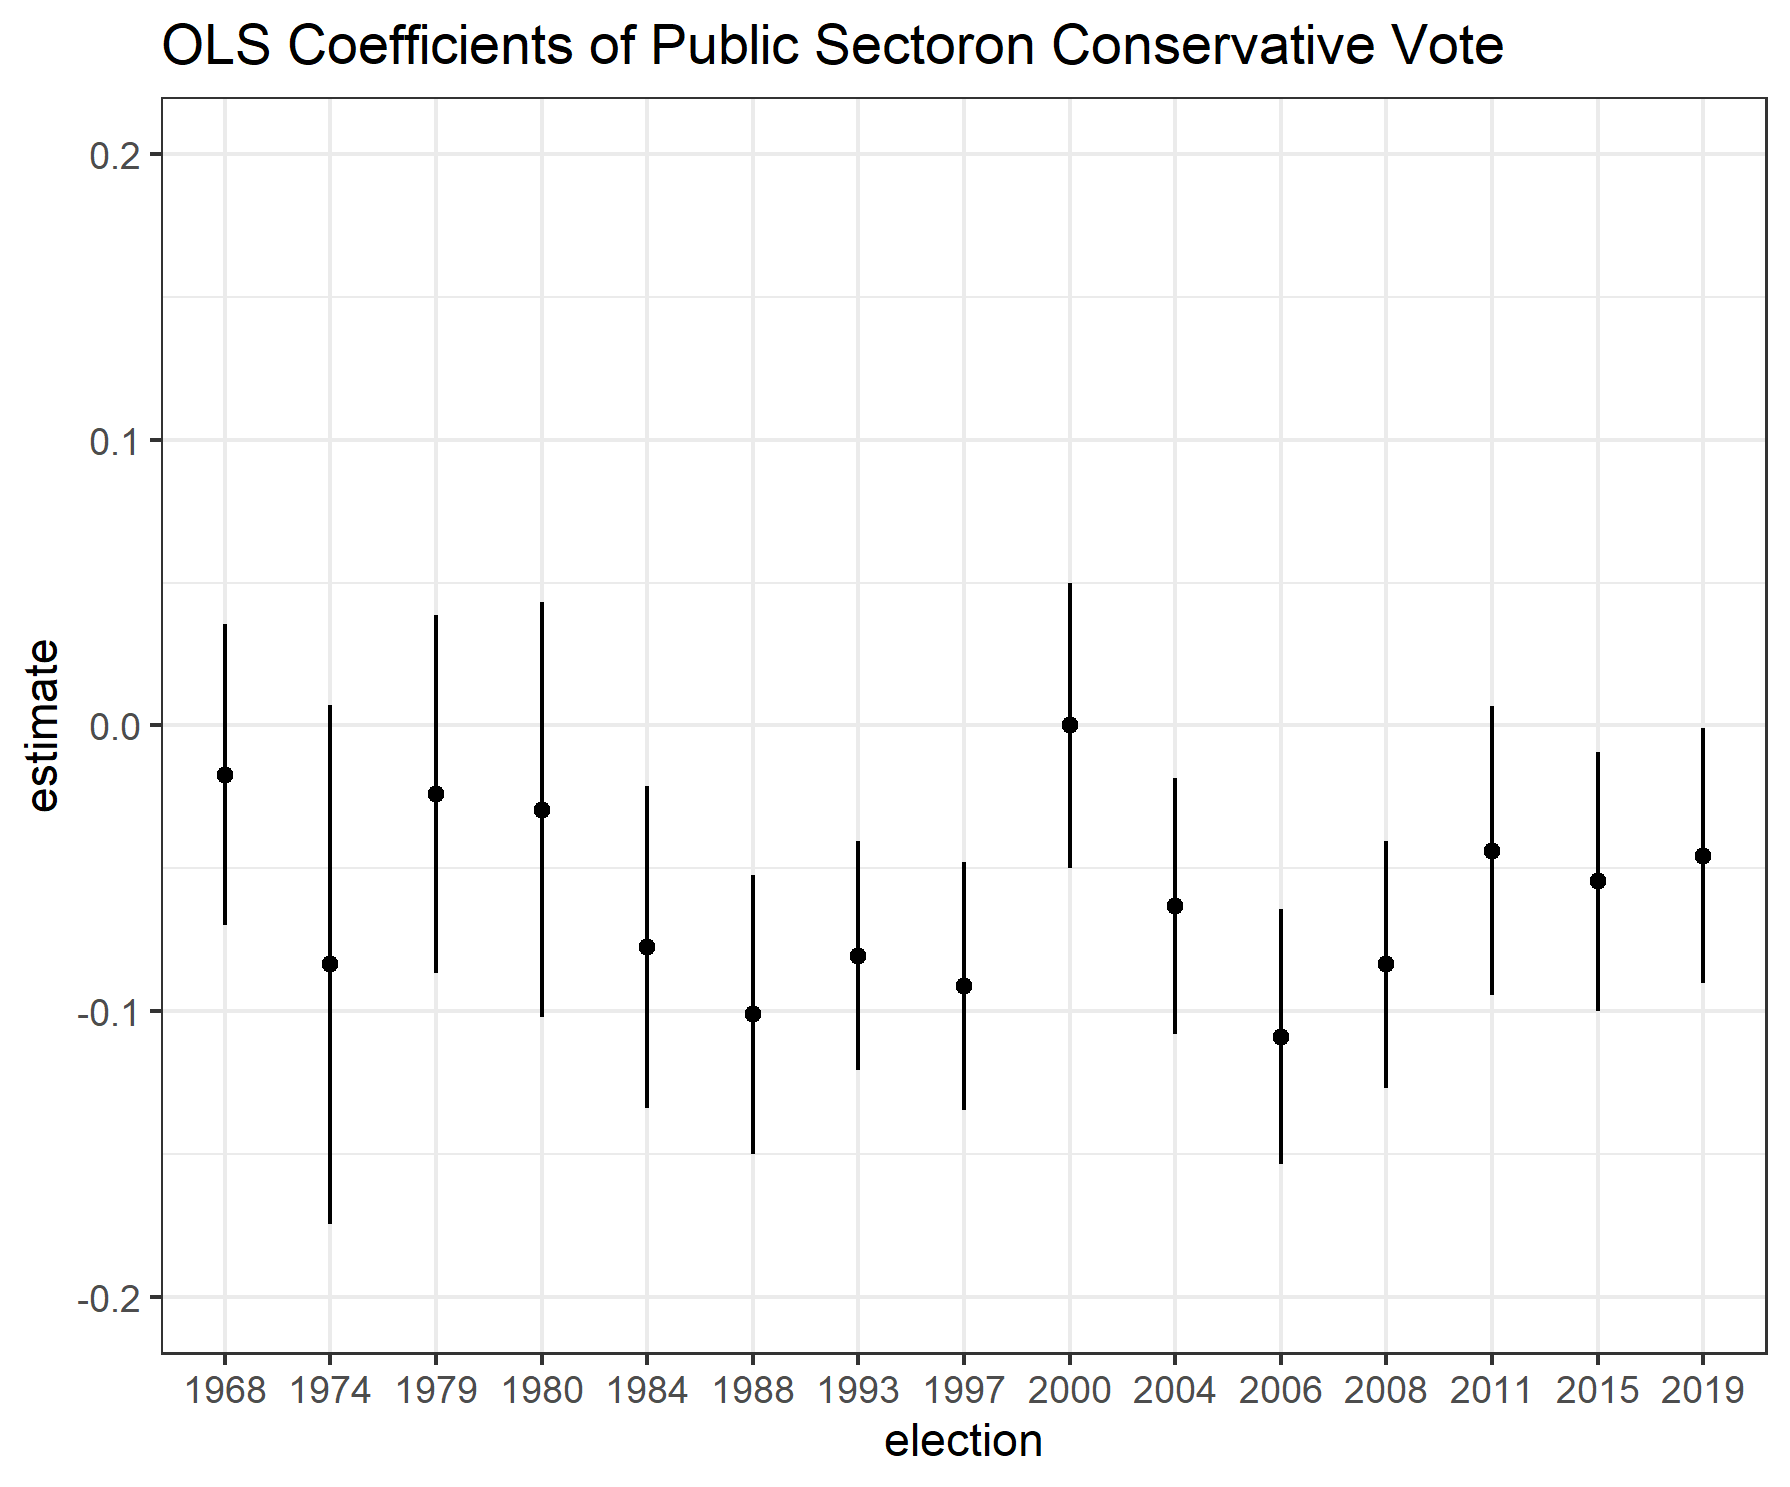 OLS Coefficients of Public Sectoron Conservative Vote
0.2
0.1
0.0
-0.1
-0.2
estimate
1968 1974 1979 1980 1984 1988 1993 1997 2000 2004 2006 2008 2011 2015 2019
election